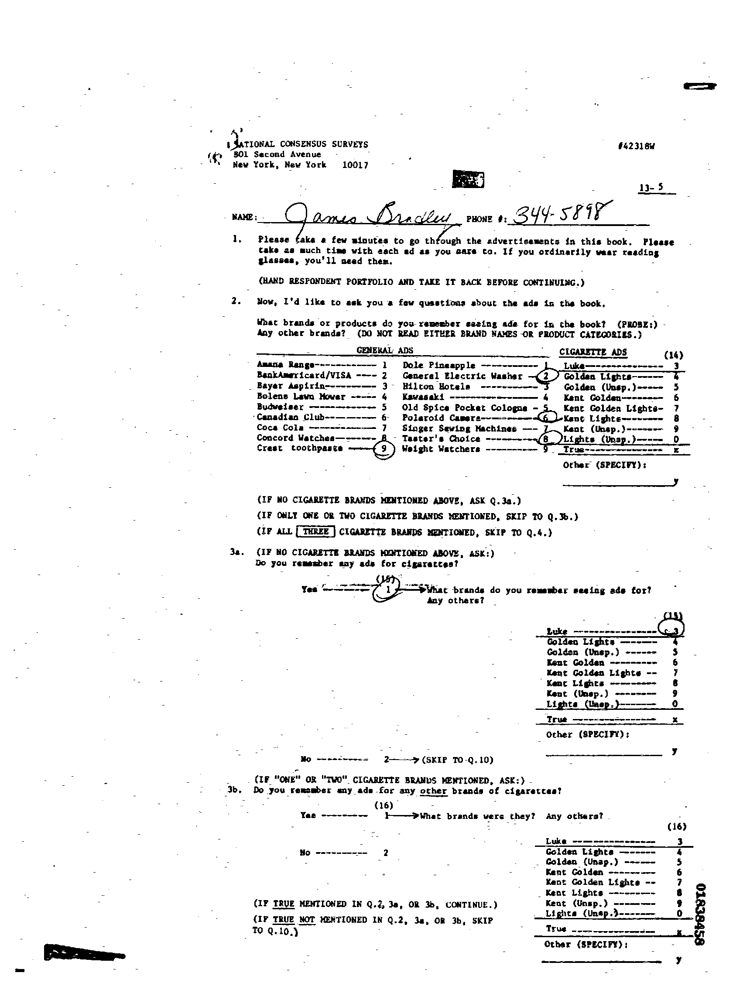 NATIONAL CONSENSUS SURVEYS
801 Second Avenue
New York, New York 10017
#42318W
13- 5
NAME: James Bradley PHONE #: 344-5898
1. Please take a few minutes to go through the advertisements in this book. Please
take as much time with each ad as you care to. If you ordinarily wear reading
glasses, you'll need them.
(HAND RESPONDENT PORTFOLIO AND TAKE IT BACK BEFORE CONTINUING.)
2. Now, I'd like to ask you a few questions about the ads in the book.
What brands or products do you remember seeing ads for in the book? (PROBE:)
Any other brands? (DO NOT READ EITHER BRAND NAMES OR PRODUCT CATEGORIES.)
GENERAL ADS CIGARETTE ADS (14)
Amana Range------------ 1 Dole Pineapple ----------- 1 Luke------------------ 3
BankAmericard/VISA ---- 2 General Electric Washer -- 2 Golden Lights--------- 4
Bayer Aspirin---------- 3 Hilton Hotels ----------- 3 Golden (Unsp.)----- 5
Bolens Lawn Mower ----- 4 Kawasaki ---------------- 4 Kent Golden-------- 6
Budweiser ------------- 5 Old Spice Pocket Cologne - 5 Kent Golden Lights- 7
Canadian Club---------- 6 Polaroid Camera----------- 6 Kent Lights-------- 8
Coca Cola ------------- 7 Singer Sewing Machines --- 7 Kent (Unsp.)------- 9
Concord Watches-------- 8 Taster's Choice ---------- 8 Lights (Unsp.)----- 0
Crest toothpaste ---- 9 Weight Watchers ---------- 9 True--------------- x
Other (SPECIFY):
y
(IF NO CIGARETTE BRANDS MENTIONED ABOVE, ASK Q.3a.)
(IF ONLY ONE OR TWO CIGARETTE BRANDS MENTIONED, SKIP TO Q.3b.)
(IF ALL THREE CIGARETTE BRANDS MENTIONED, SKIP TO Q.4.)
3a. (IF NO CIGARETTE BRANDS MENTIONED ABOVE, ASK:)
Do you remember any ads for cigarettes?
(15)
Yes --------- 1 What brands do you remember seeing ads for?
Any others?
(15)
Luke ---------------- 3
Golden Lights ------- 4
Golden (Unsp.) ------ 5
Kent Golden --------- 6
Kent Golden Lights -- 7
Kent Lights --------- 8
Kent (Unsp.) -------- 9
Lights (Unsp.)------- 0
True ---------------- x
Other (SPECIFY):
y
No ---------- 2 (SKIP TO Q.10)
(IF "ONE" OR "TWO" CIGARETTE BRANDS MENTIONED, ASK:)
3b. Do you remember any ads for any other brands of cigarettes?
(16)
Yes --------- 1 What brands were they? Any others?
(16)
Luke ---------------- 3
No ---------- 2 Golden Lights ------- 4
Golden (Unsp.) ------ 5
Kent Golden --------- 6
Kent Golden Lights -- 7
Kent Lights --------- 8
(IF TRUE MENTIONED IN Q.2, 3a, OR 3b, CONTINUE.) Kent (Unsp.) -------- 9
Lights (Unsp.)------- 0
(IF TRUE NOT MENTIONED IN Q.2, 3a, OR 3b, SKIP
TO Q.10.) True ---------------- x
Other (SPECIFY):
y
01838458